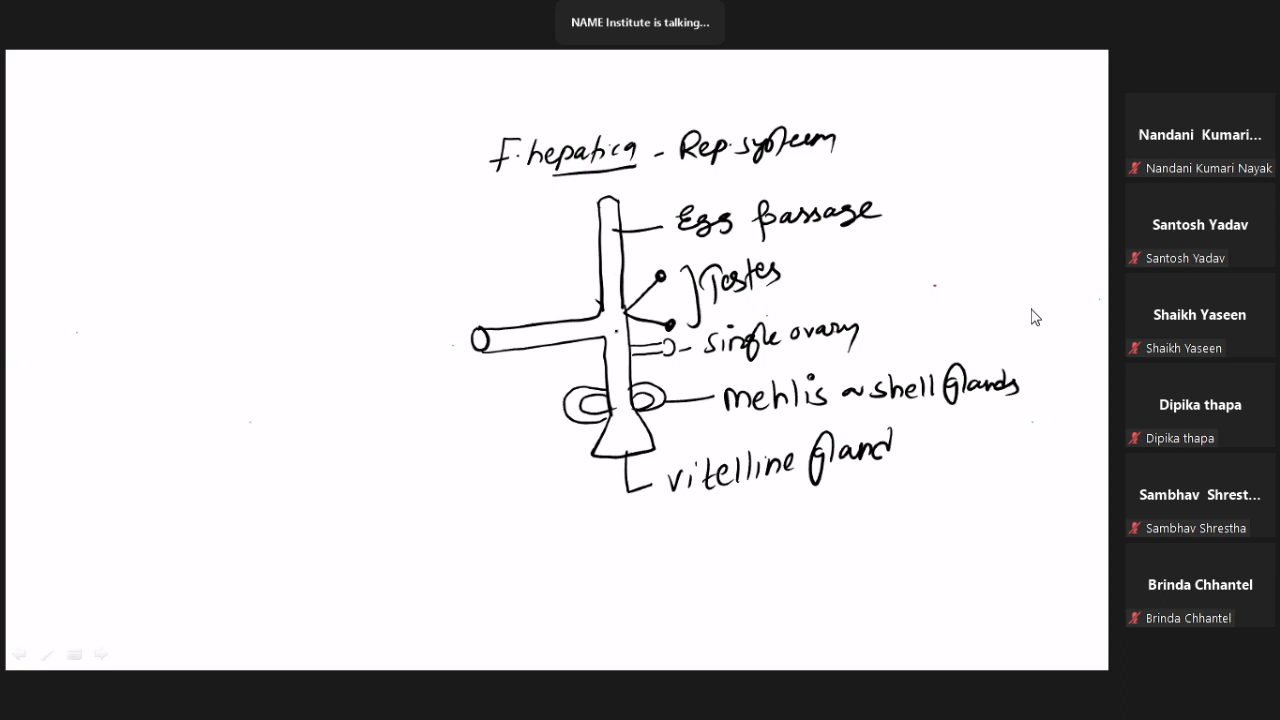 NAME Institute is talking...
F. hepatica - Rep. system
Egg passage
Testes
single ovary
mehlis ~ shell glands
vitelline gland
Nandani Kumari...
Nandani Kumari Nayak
Santosh Yadav
Santosh Yadav
Shaikh Yaseen
Shaikh Yaseen
Dipika thapa
Dipika thapa
Sambhav Shrest...
Sambhav Shrestha
Brinda Chhantel
Brinda Chhantel